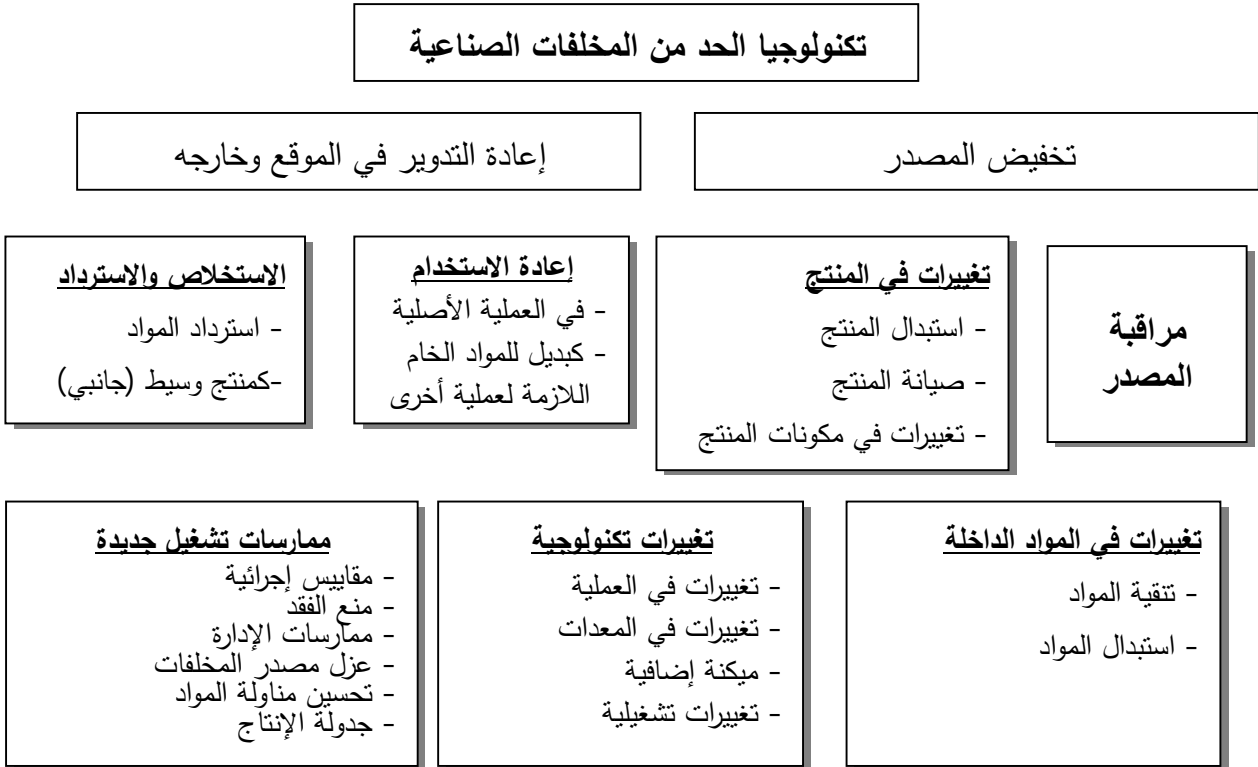 تكنولوجيا الحد من المخلفات الصناعية
تخفيض المصدر
إعادة التدوير في الموقع وخارجه
مراقبة
المصدر
تغييرات في المنتج
- استبدال المنتج
- صيانة المنتج
- تغييرات في مكونات المنتج
إعادة الاستخدام
- في العملية الأصلية
- كبديل للمواد الخام
اللازمة لعملية أخرى
الاستخلاص والاسترداد
- استرداد المواد
-كمنتج وسيط (جانبي)
تغييرات في المواد الداخلة
- تنقية المواد
- استبدال المواد
تغييرات تكنولوجية
- تغييرات في العملية
- تغييرات في المعدات
- ميكنة إضافية
- تغييرات تشغيلية
ممارسات تشغيل جديدة
- مقاييس إجرائية
- منع الفقد
- ممارسات الإدارة
- عزل مصدر المخلفات
- تحسين مناولة المواد
- جدولة الإنتاج